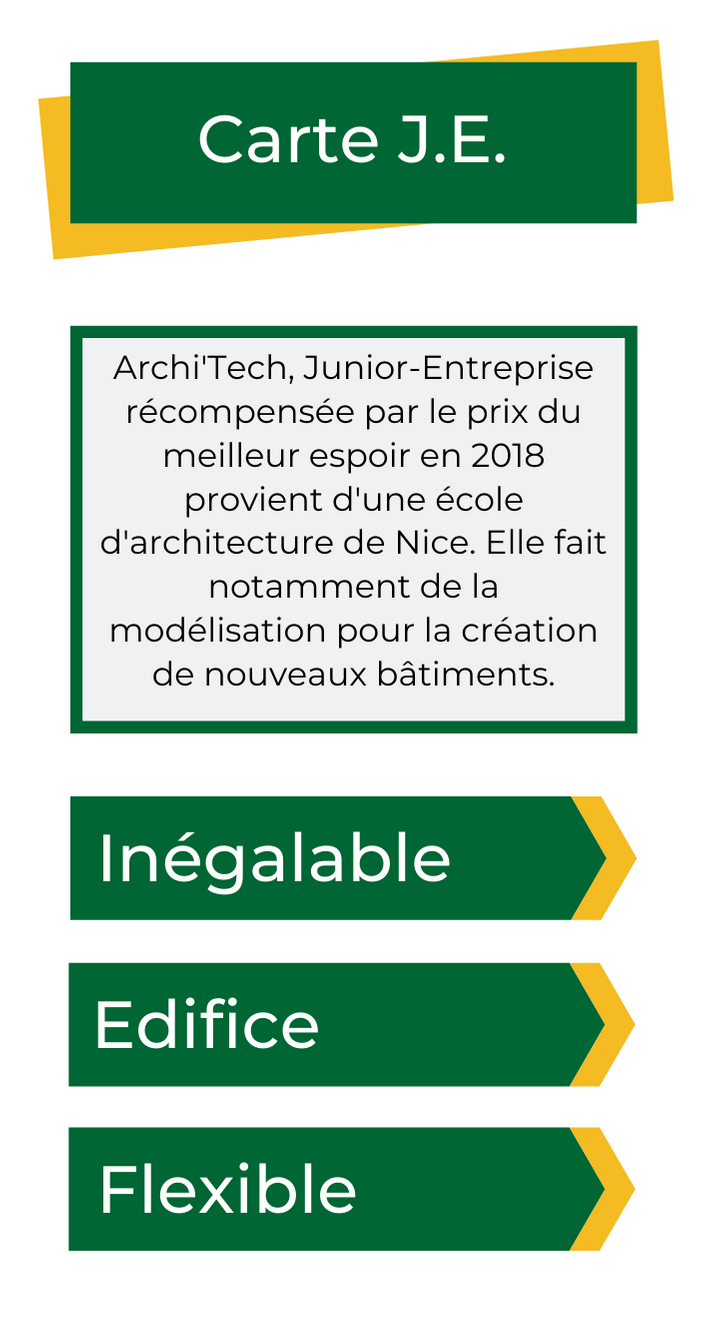 Carte J.E.
Archi'Tech, Junior-Entreprise
récompensée par le prix du
meilleur espoir en 2018
provient d'une école
d'architecture de Nice. Elle fait
notamment de la
modélisation pour la création
de nouveaux bâtiments.
Inégalable
Edifice
Flexible